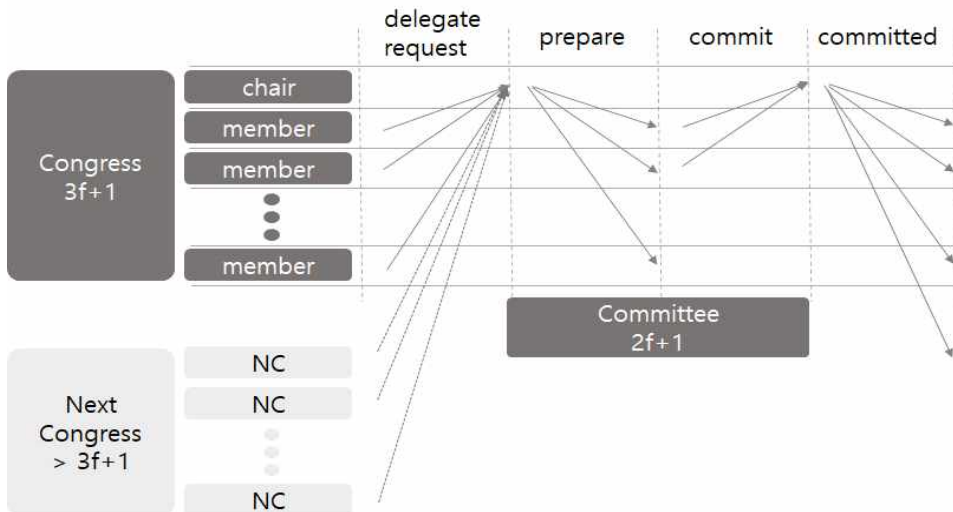 delegate
request
prepare
commit
committed
Congress
3f+1
chair
member
member
member
Committee
2f+1
Next
Congress
> 3f+1
NC
NC
NC